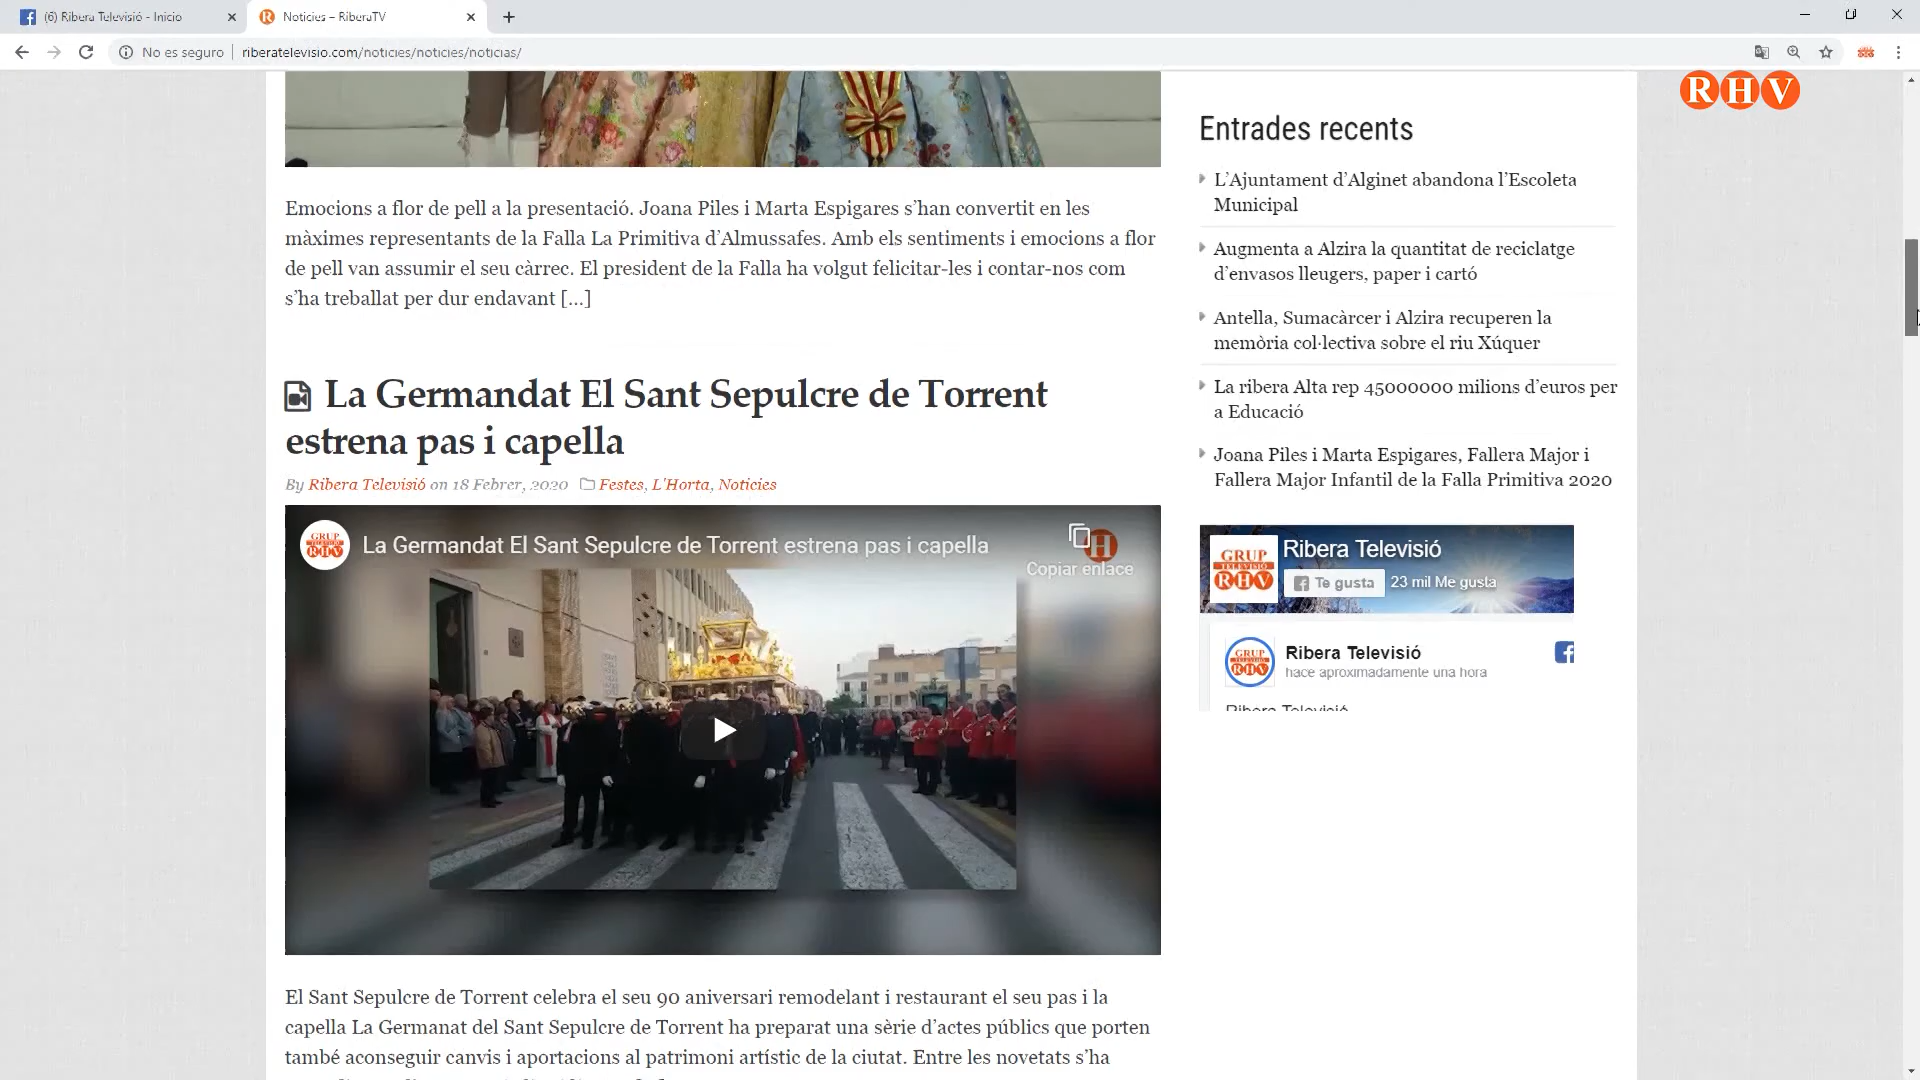 (6) Ribera Televisió - Inicio
Noticies – RiberaTV
No es seguro
riberatelevisio.com/noticies/noticies/noticias/
RHV
Emocions a flor de pell a la presentació. Joana Piles i Marta Espigares s'han convertit en les
màximes representants de la Falla La Primitiva d'Almussafes. Amb els sentiments i emocions a flor
de pell van assumir el seu càrrec. El president de la Falla ha volgut felicitar-les i contar-nos com
s'ha treballat per dur endavant [...]
La Germandat El Sant Sepulcre de Torrent
estrena pas i capella
By Ribera Televisió on 18 Febrer, 2020 Festes, L'Horta, Noticies
GRUP
TELEVISIÓ
RHV
La Germandat El Sant Sepulcre de Torrent estrena pas i capella
H
Copiar enlace
El Sant Sepulcre de Torrent celebra el seu 90 aniversari remodelant i restaurant el seu pas i la
capella La Germanat del Sant Sepulcre de Torrent ha preparat una sèrie d'actes públics que porten
també aconseguir canvis i aportacions al patrimoni artístic de la ciutat. Entre les novetats s'ha
Entrades recents
L'Ajuntament d'Alginet abandona l'Escoleta
Municipal
Augmenta a Alzira la quantitat de reciclatge
d'envasos lleugers, paper i cartó
Antella, Sumacàrcer i Alzira recuperen la
memòria col·lectiva sobre el riu Xúquer
La ribera Alta rep 45000000 milions d'euros per
a Educació
Joana Piles i Marta Espigares, Fallera Major i
Fallera Major Infantil de la Falla Primitiva 2020
GRUP
TELEVISIÓ
RHV
Ribera Televisió
Te gusta
23 mil Me gusta
GRUP
TELEVISIÓ
RHV
Ribera Televisió
hace aproximadamente una hora
Ribera Televisió